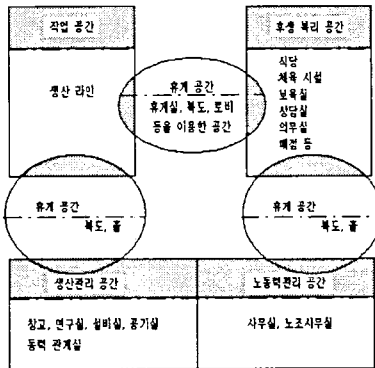 작업 공간
후생 복리 공간
생산 라인
휴게 공간
휴게실, 복도, 로비
등을 이용한 공간
식당
체육 시설
보육실
상담실
의무실
매점 등
휴게 공간
복도, 홀
휴게 공간
복도, 홀
생산관리 공간
노동력관리 공간
창고, 연구실, 설비실, 공기실
동력 관계실
사무실, 노조사무실